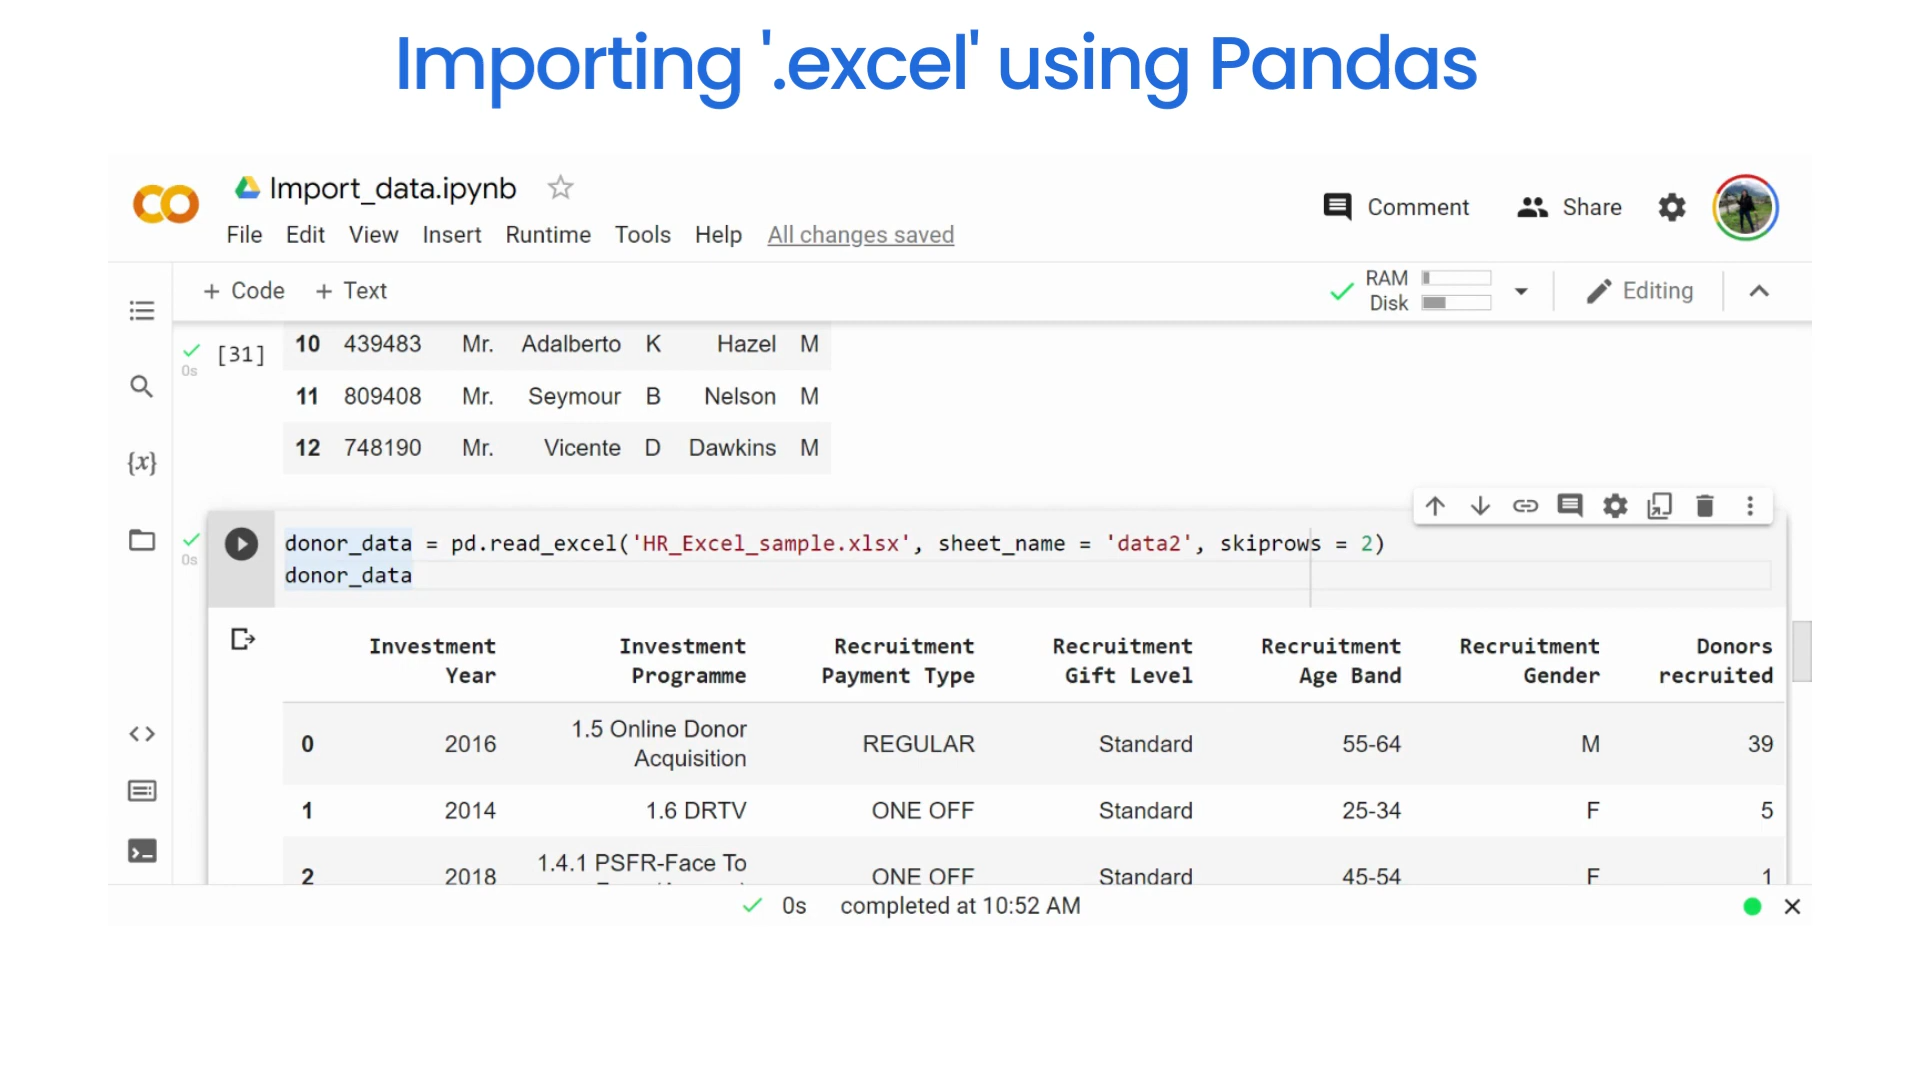 Importing '.excel' using Pandas
Import_data.ipynb
Comment
Share
File Edit View Insert Runtime Tools Help All changes saved
+ Code + Text
RAM
Disk
Editing
[31]
0s
10 439483 Mr. Adalberto K Hazel M
11 809408 Mr. Seymour B Nelson M
12 748190 Mr. Vicente D Dawkins M
{x}
0s
donor_data = pd.read_excel('HR_Excel_sample.xlsx', sheet_name = 'data2', skiprows = 2)
donor_data
Investment Investment Recruitment Recruitment Recruitment Recruitment Donors
Year Programme Payment Type Gift Level Age Band Gender recruited
0 2016 1.5 Online Donor Acquisition REGULAR Standard 55-64 M 39
1 2014 1.6 DRTV ONE OFF Standard 25-34 F 5
2 2018 1.4.1 PSFR-Face To ONE OFF Standard 45-54 F 1
0s completed at 10:52 AM